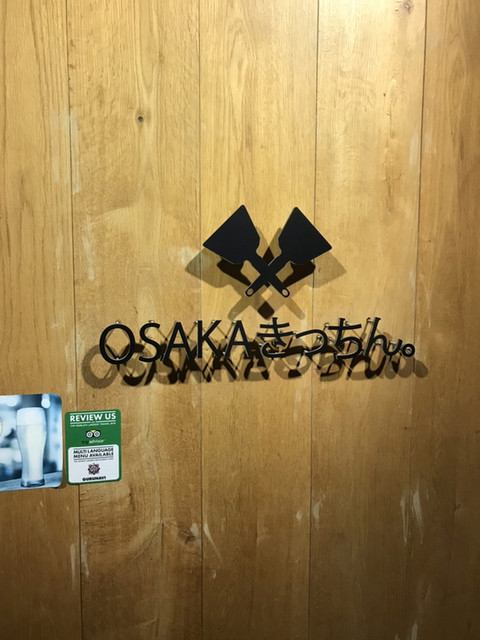 OSAKAきっちん。
REVIEW US
MULTI LANGUAGE
MENU AVAILABLE
GURUNAVI